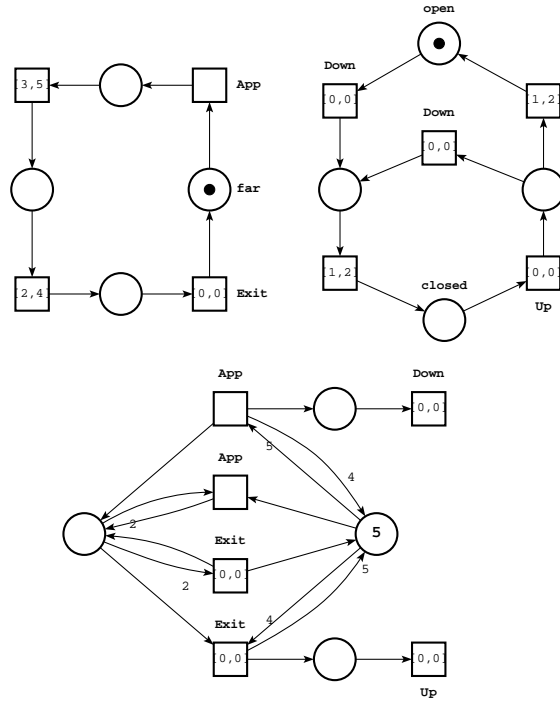 open
Down
[3,5]
App
[0,0]
[1,2]
Down
[0,0]
far
[2,4]
[0,0]
Exit
[1,2]
closed
[0,0]
Up
App
Down
[0,0]
5
4
App
2
5
Exit
[0,0]
2
5
4
Exit
[0,0]
[0,0]
Up